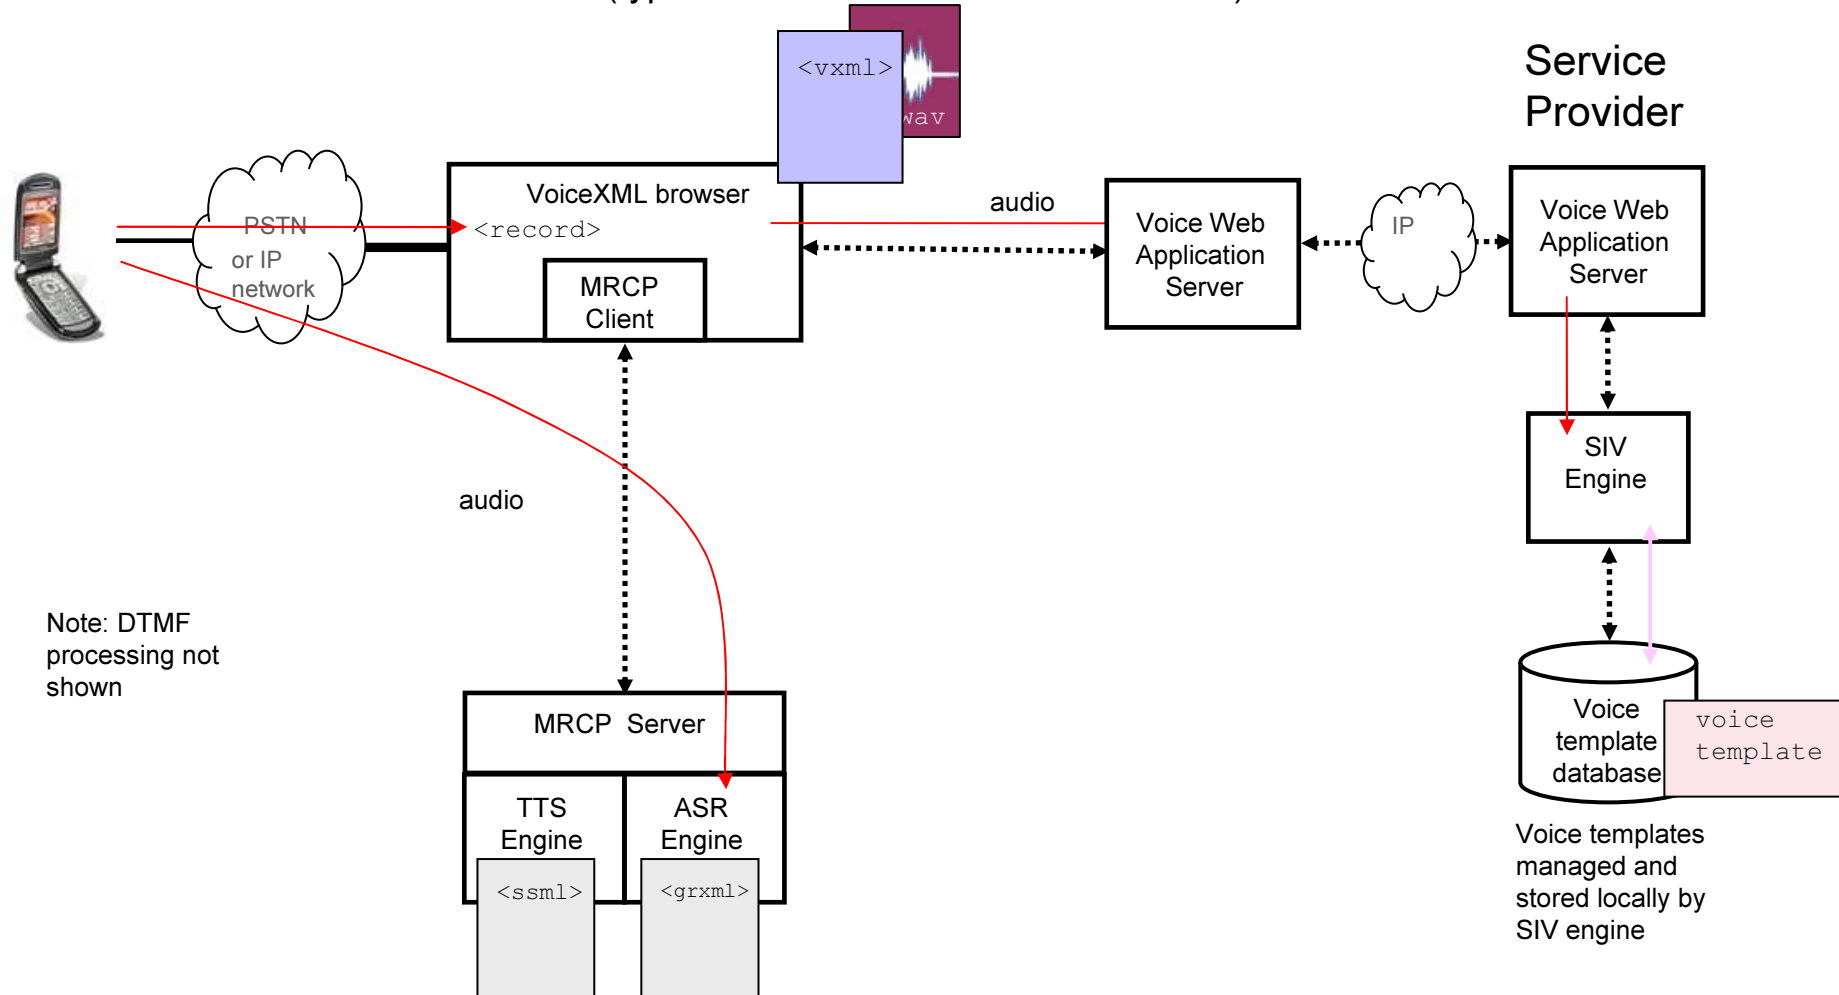 <vxml>
wav
Service
Provider
VoiceXML browser
<record>
MRCP
Client
PSTN
or IP
network
audio
Voice Web
Application
Server
IP
Voice Web
Application
Server
SIV
Engine
audio
Note: DTMF
processing not
shown
MRCP  Server
TTS
Engine
ASR
Engine
<ssml>
<grxml>
Voice
template
database
voice
template
Voice templates
managed and
stored locally by
SIV engine